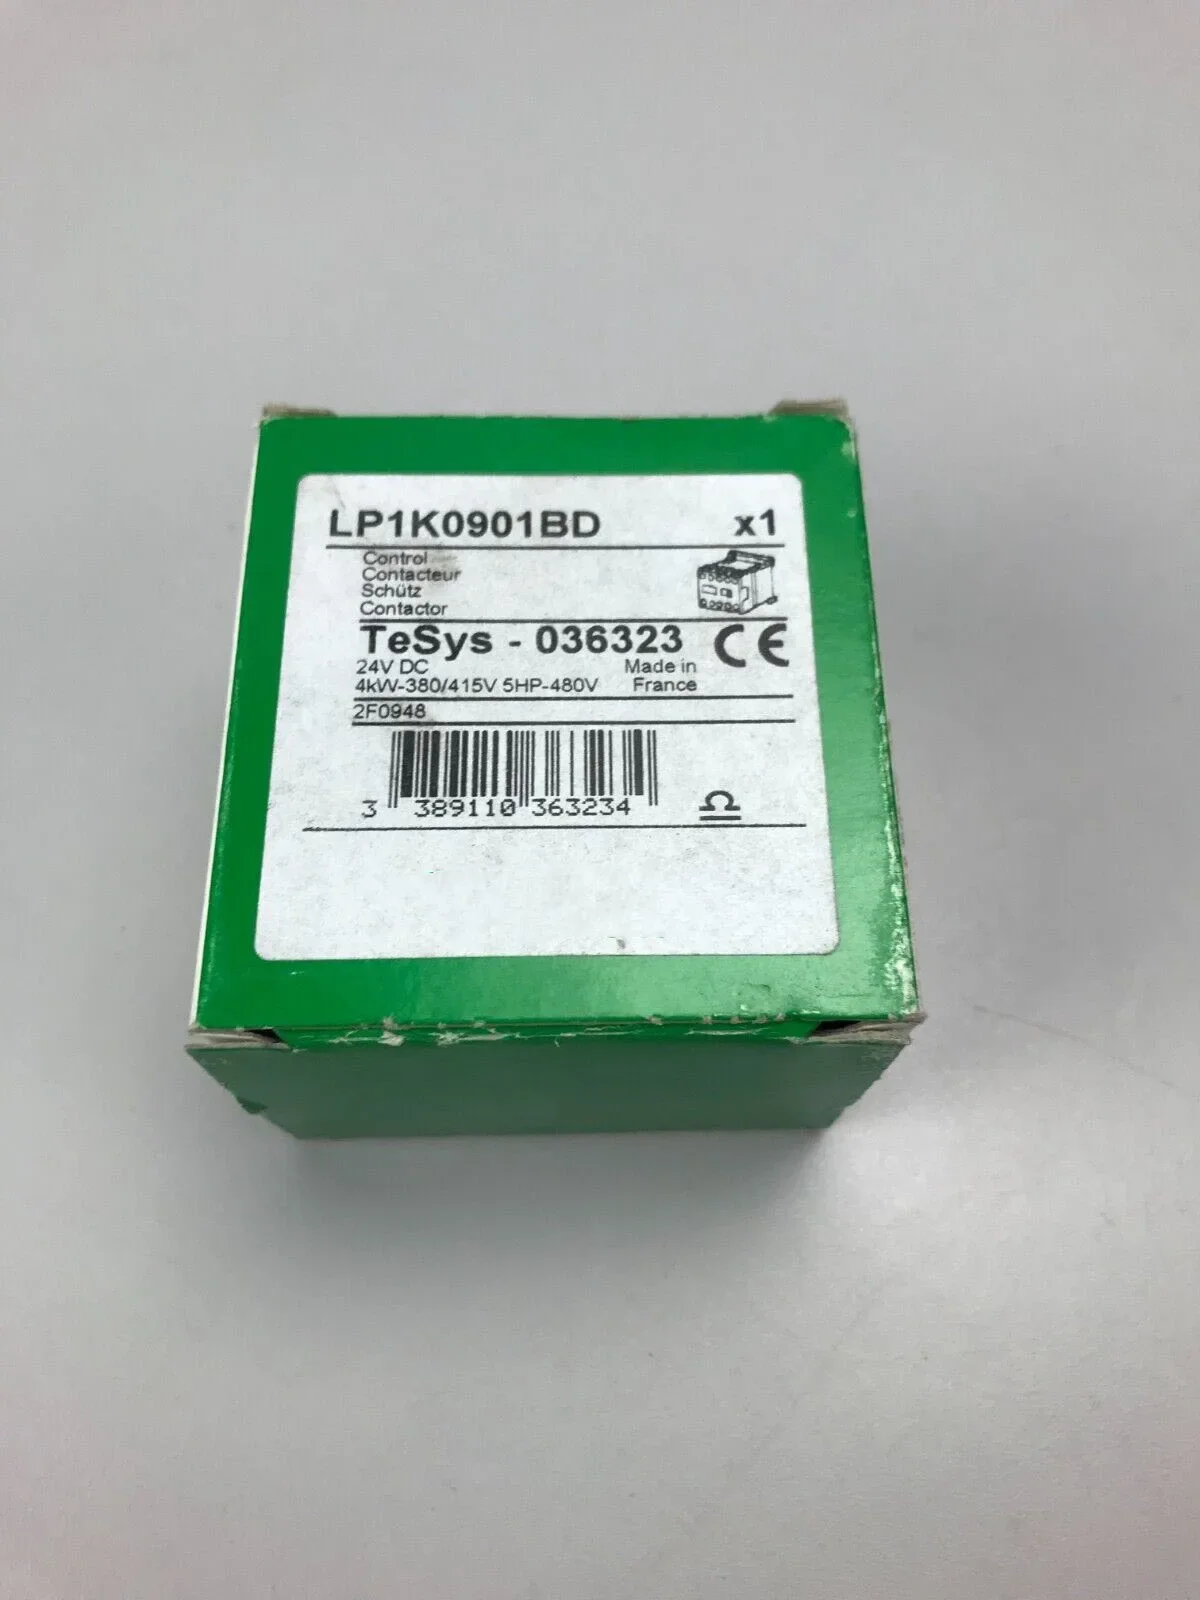 LP1K0901BD x1
Control
Contacteur
Schütz
Contactor
TeSys - 036323 CE
24V DC Made in
4kW-380/415V 5HP-480V France
2F0948
3 389110 363234